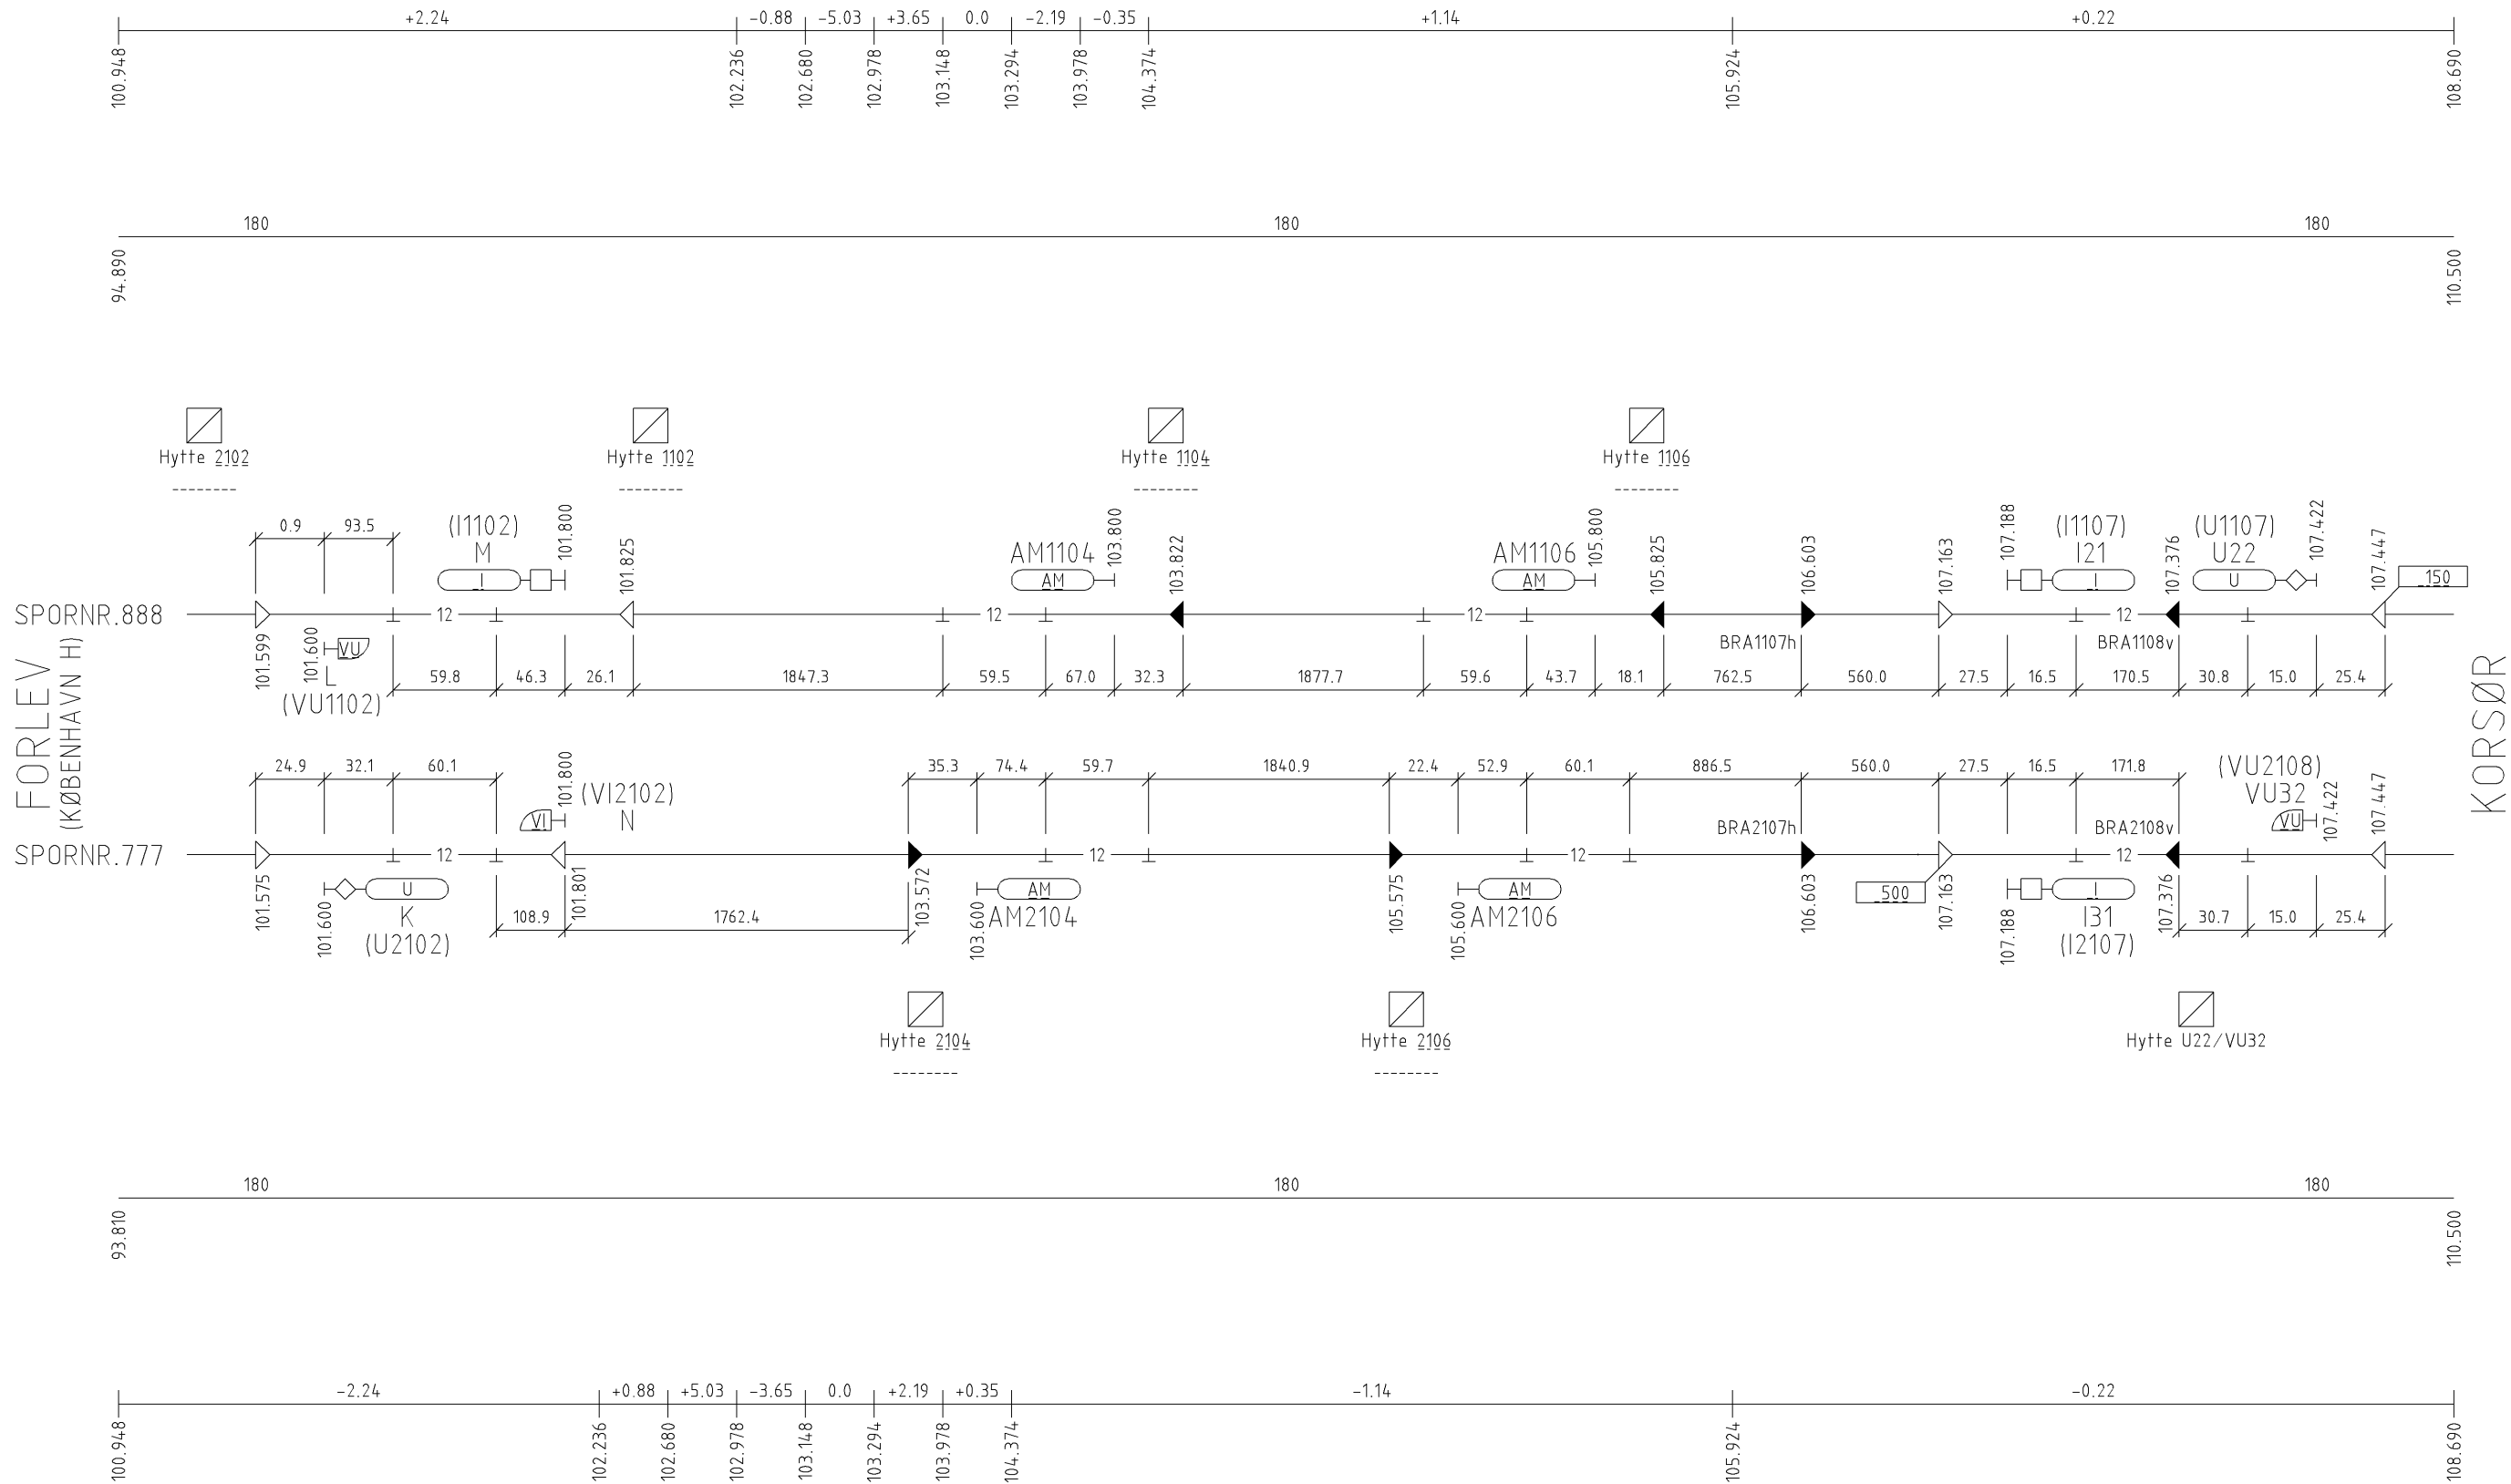 +2.24 -0.88 -5.03 +3.65 0.0 -2.19 -0.35 +1.14 +0.22
100.948 102.236 102.680 102.978 103.148 103.294 103.978 104.374 105.924 108.690
180 180 180
94.890 110.500
Hytte 2102 Hytte 1102 Hytte 1104 Hytte 1106
-------- -------- -------- --------
0.9 93.5 (I1102) 101.800 103.800 105.800 107.188 (I1107) (U1107) 107.422
M 101.825 AM1104 103.822 AM1106 105.825 106.603 107.163 I21 107.376 U22 107.447
I AM AM I U 150
SPORNR.888 12 12 12 12
101.599 101.600 VU BRA1107h BRA1108v
L 59.8 46.3 26.1 1847.3 59.5 67.0 32.3 1877.7 59.6 43.7 18.1 762.5 560.0 27.5 16.5 170.5 30.8 15.0 25.4
(VU1102)
FORLEV
(KØBENHAVN H)
KORSØR
24.9 32.1 60.1 101.800 35.3 74.4 59.7 1840.9 22.4 52.9 60.1 886.5 560.0 27.5 16.5 171.8 (VU2108)
(VI2102) VU32 107.422 107.447
VI N BRA2107h BRA2108v VU
SPORNR.777 12 12 12 12
101.575 101.600 U 101.801 103.572 103.600 AM 105.575 105.600 AM 106.603 500 107.163 107.188 I 107.376
K 108.9 1762.4 AM2104 AM2106 I31 30.7 15.0 25.4
(U2102) (I2107)
Hytte 2104 Hytte 2106 Hytte U22/VU32
-------- --------
180 180 180
93.810 110.500
-2.24 +0.88 +5.03 -3.65 0.0 +2.19 +0.35 -1.14 -0.22
100.948 102.236 102.680 102.978 103.148 103.294 103.978 104.374 105.924 108.690